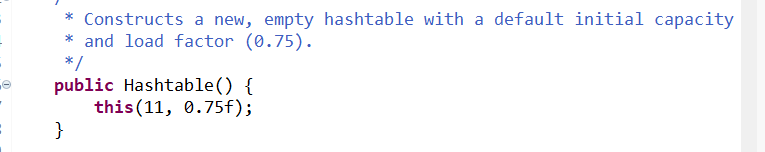 * Constructs a new, empty hashtable with a default initial capacity
* and load factor (0.75).
*/
public Hashtable() {
this(11, 0.75f);
}